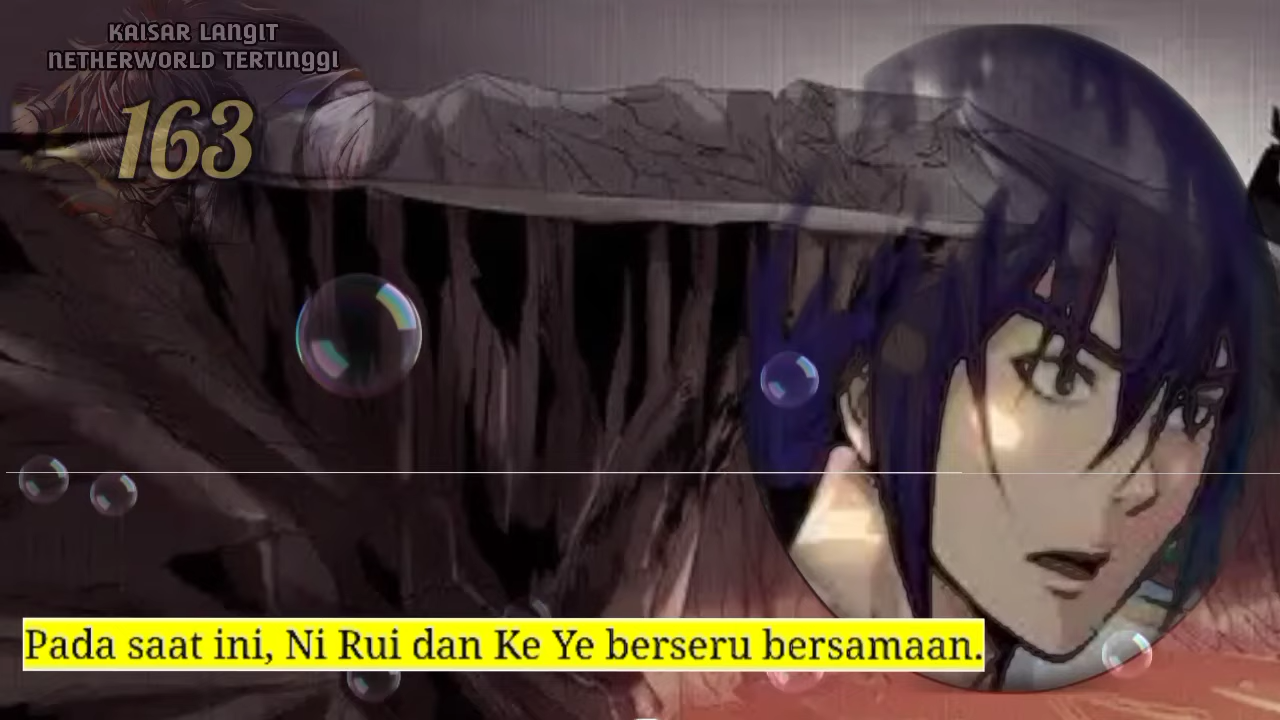 KAISAR LANGIT
NETHERWORLD TERTINGGI
163
Pada saat ini, Ni Rui dan Ke Ye berseru bersamaan.